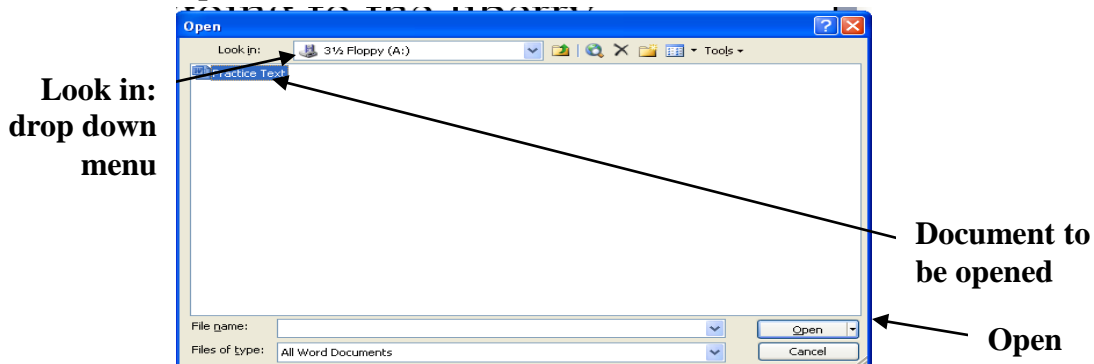 Open
Look in: 3½ Floppy (A:) Tools
Practice Text
Look in:
drop down
menu
Document to
be opened
File name: Open
Files of type: All Word Documents Cancel
Open